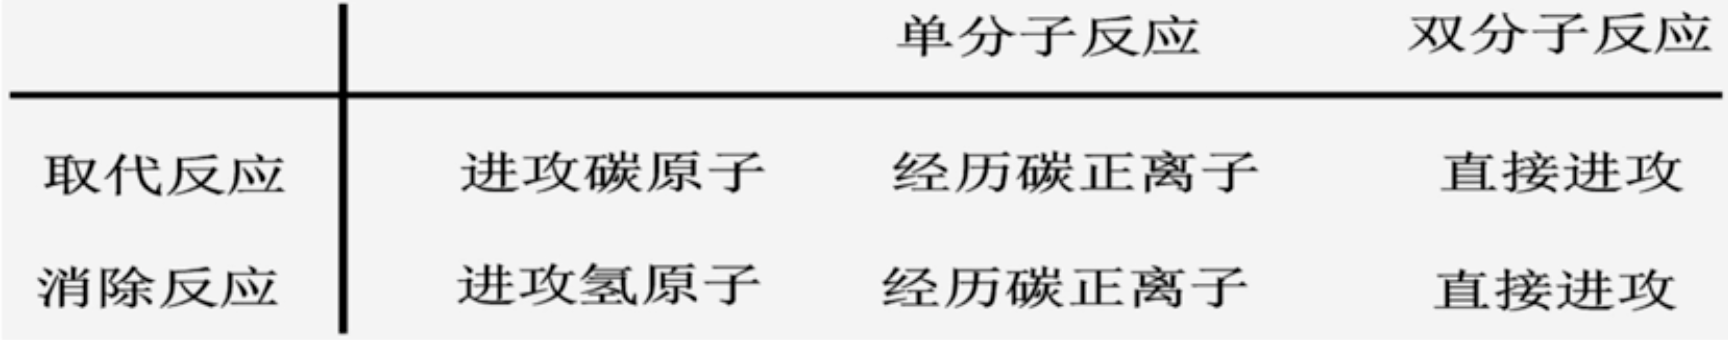 单分子反应 双分子反应
取代反应 进攻碳原子 经历碳正离子 直接进攻
消除反应 进攻氢原子 经历碳正离子 直接进攻